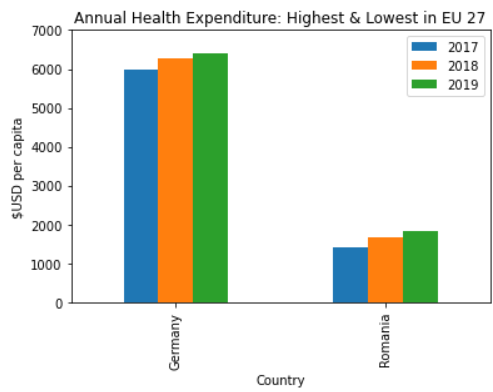 Annual Health Expenditure: Highest & Lowest in EU 27
7000
6000
5000
4000
3000
2000
1000
0
$USD per capita
2017
2018
2019
Germany
Romania
Country